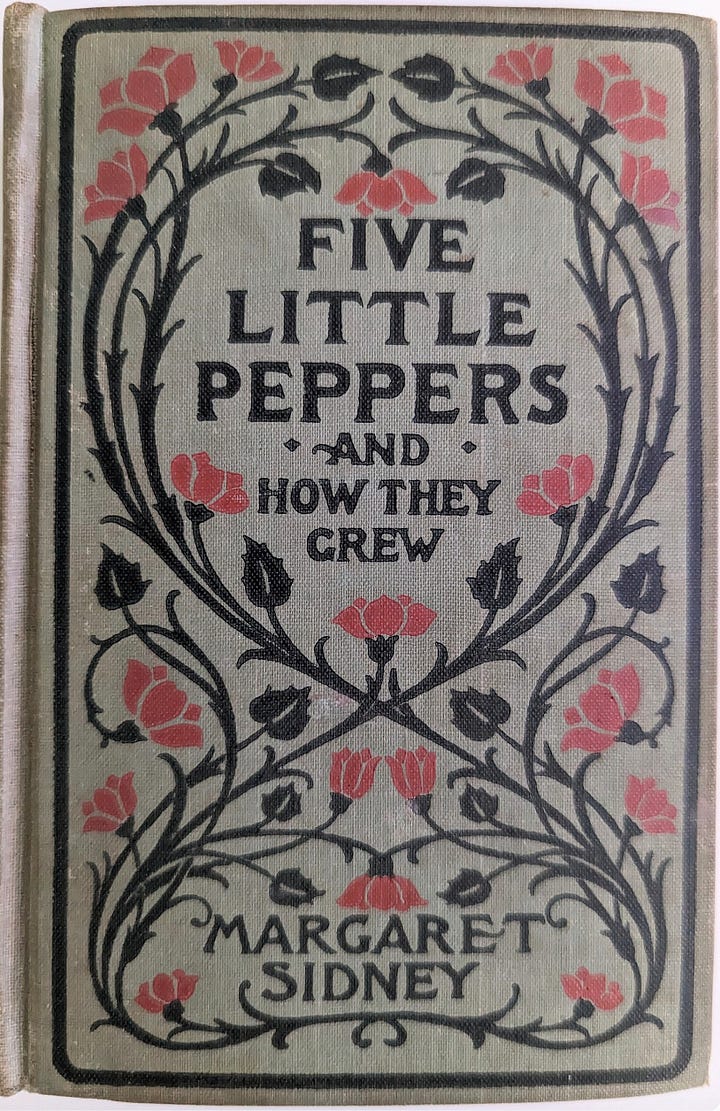 FIVE
LITTLE
PEPPERS
· AND ·
HOW THEY
GREW
MARGARET
SIDNEY